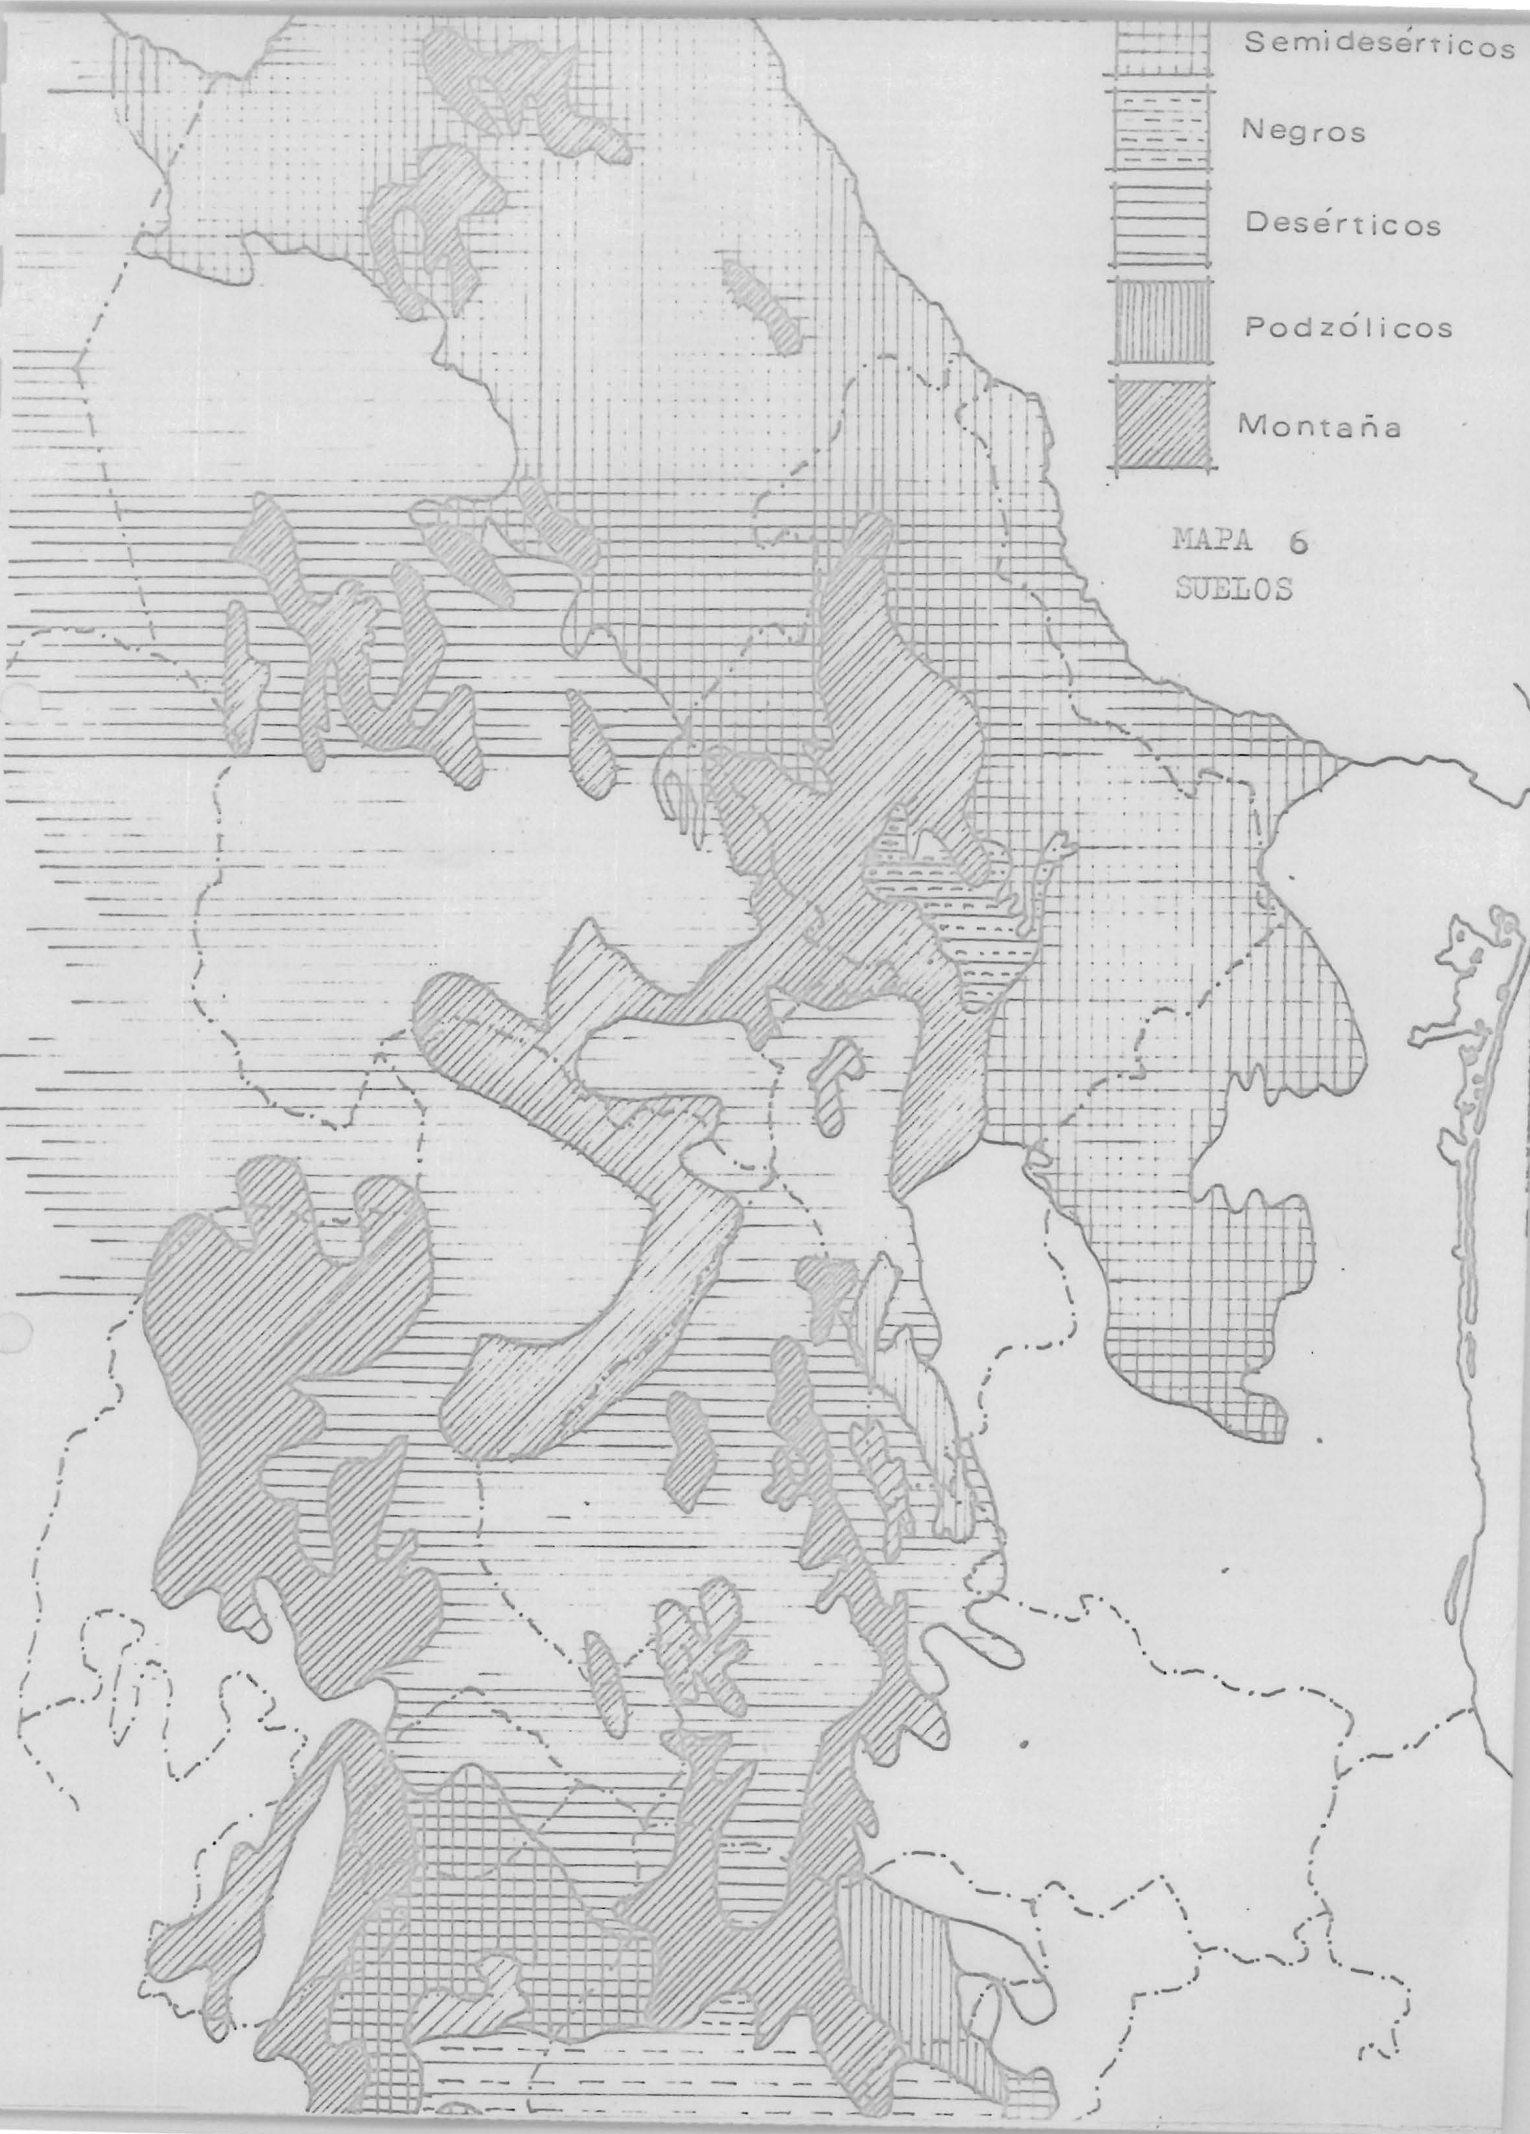 Semidesérticos
Negros
Desérticos
Podzólicos
Montaña
MAPA 6
SUELOS